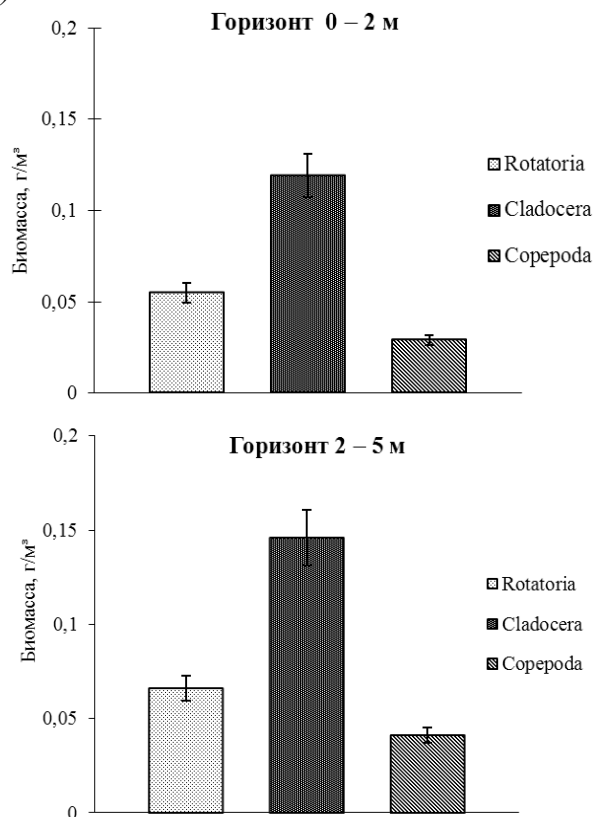 )
Горизонт 0 – 2 м
0,2
0,15
0,1
0,05
0
Биомасса, г/м³
Rotatoria
Cladocera
Copepoda
Горизонт 2 – 5 м
0,2
0,15
0,1
0,05
0
Биомасса, г/м³
Rotatoria
Cladocera
Copepoda